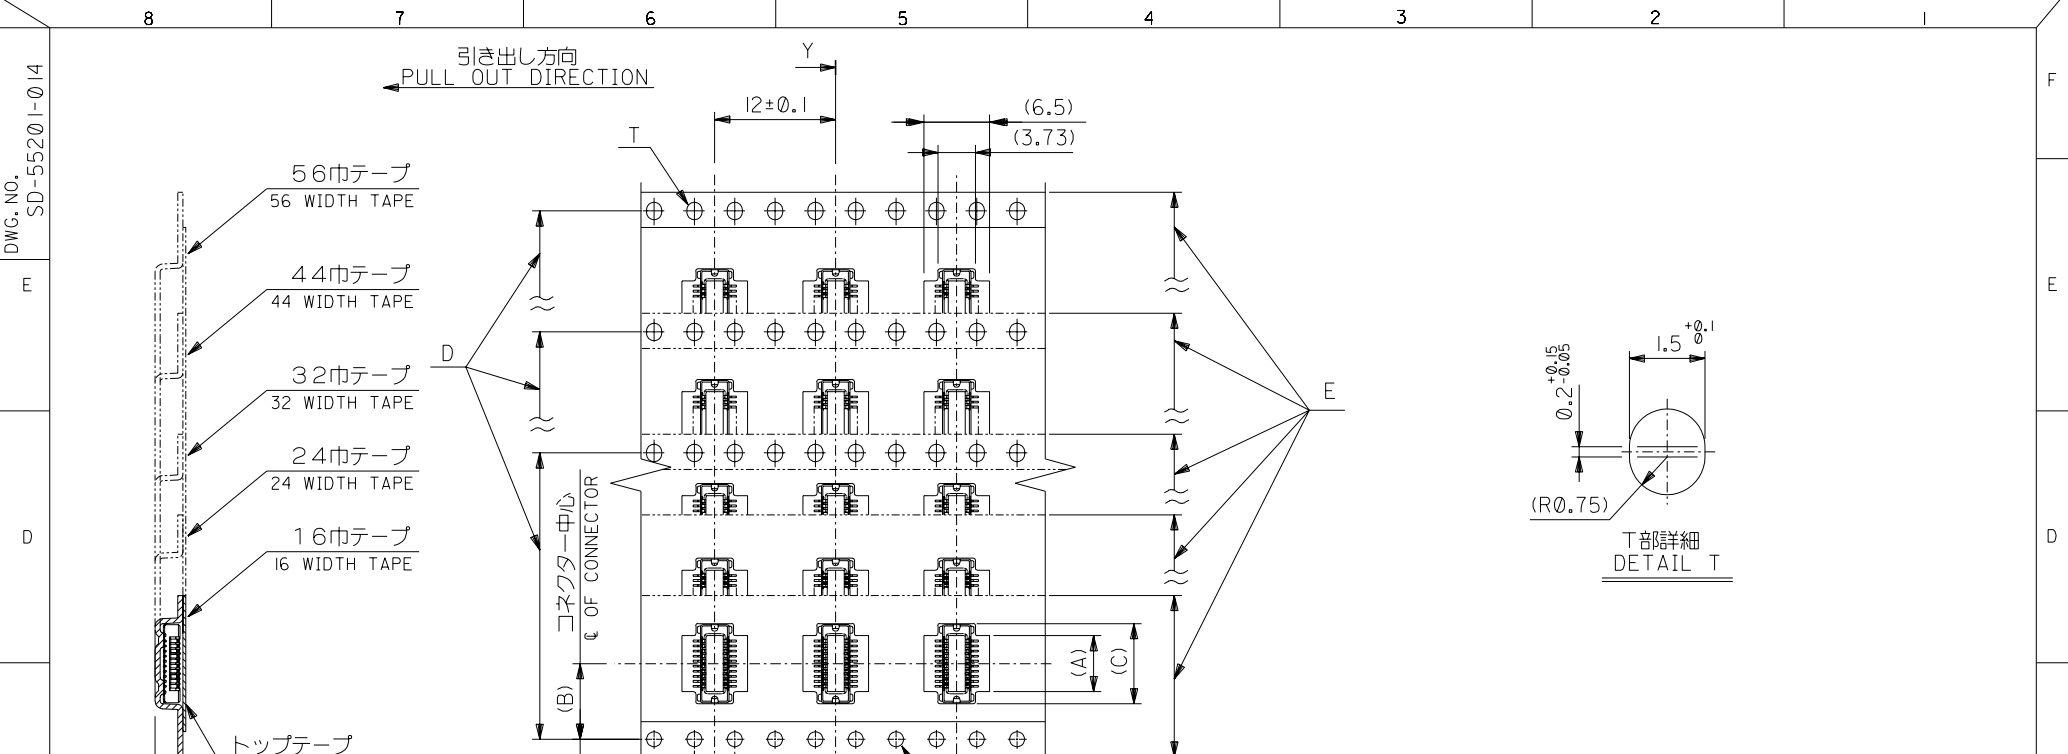 8 7 6 5 4 3 2 1
DWG. NO.
SD-55201-014
F
E
D
F
E
D
引き出し方向
PULL OUT DIRECTION
Y
12±0.1
(6.5)
(3.73)
T
56巾テープ
56 WIDTH TAPE
44巾テープ
44 WIDTH TAPE
32巾テープ
32 WIDTH TAPE
24巾テープ
24 WIDTH TAPE
16巾テープ
16 WIDTH TAPE
トップテープ
D
E
コネクター中心
℄ OF CONNECTOR
(B)
(A)
(C)
1.5 +0.1 0
0.2 +0.15 -0.05
(R0.75)
T部詳細
DETAIL T